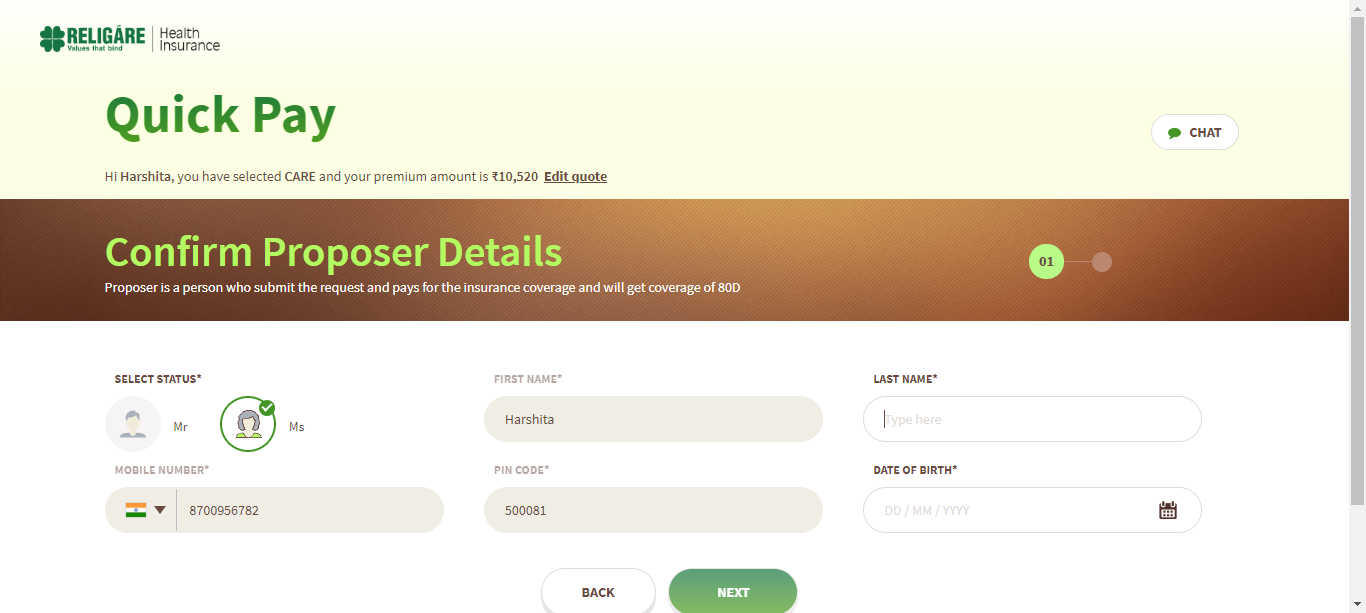 RELIGÁRE
Values that bind
Health
Insurance
Quick Pay
CHAT
Hi Harshita, you have selected CARE and your premium amount is ₹10,520 Edit quote
Confirm Proposer Details
01
Proposer is a person who submit the request and pays for the insurance coverage and will get coverage of 80D
SELECT STATUS*
FIRST NAME*
LAST NAME*
Mr
Ms
Harshita
Type here
MOBILE NUMBER*
PIN CODE*
DATE OF BIRTH*
8700956782
500081
DD / MM / YYYY
BACK
NEXT